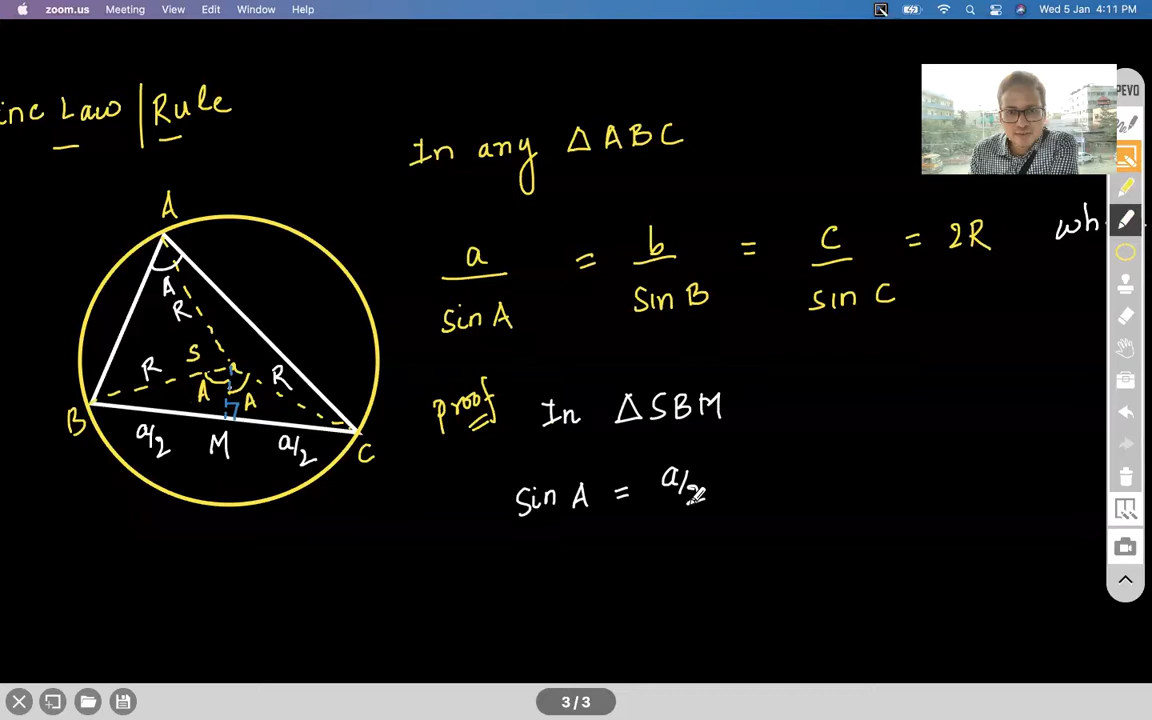 zoom.us Meeting View Edit Window Help Wed 5 Jan 4:11 PM
PEVO
ine Law | Rule
In any △ABC
a/sin A = b/sin B = c/sin C = 2R wh
A
A
R
S
R
R
A
A
B
a/2
M
a/2
C
proof In △SBM
sin A = a/2
3/3